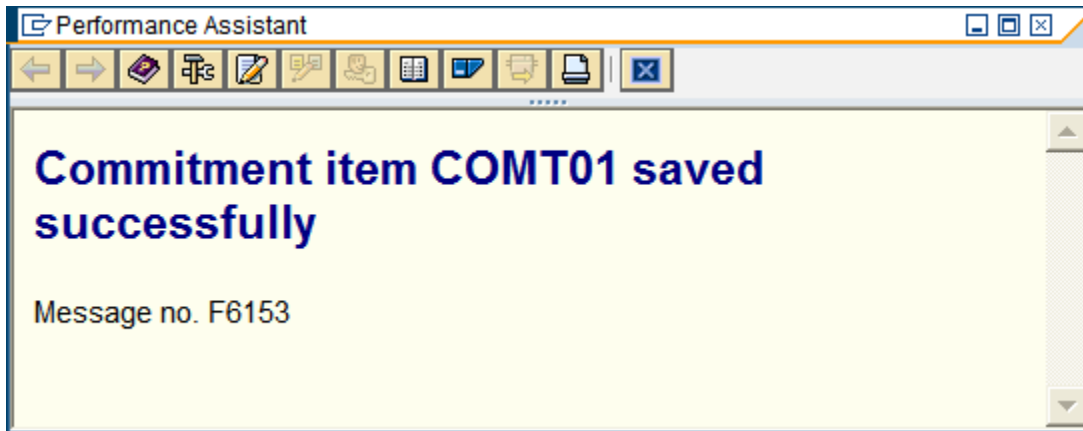 Performance Assistant
Commitment item COMT01 saved
successfully
Message no. F6153